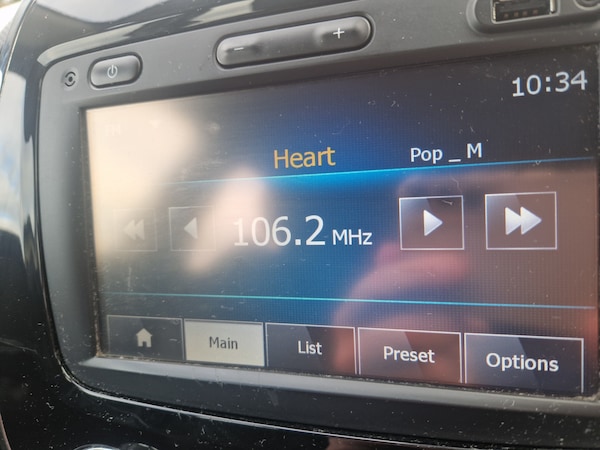 − +
10:34
Heart Pop _ M
106.2 MHz
Main List Preset Options